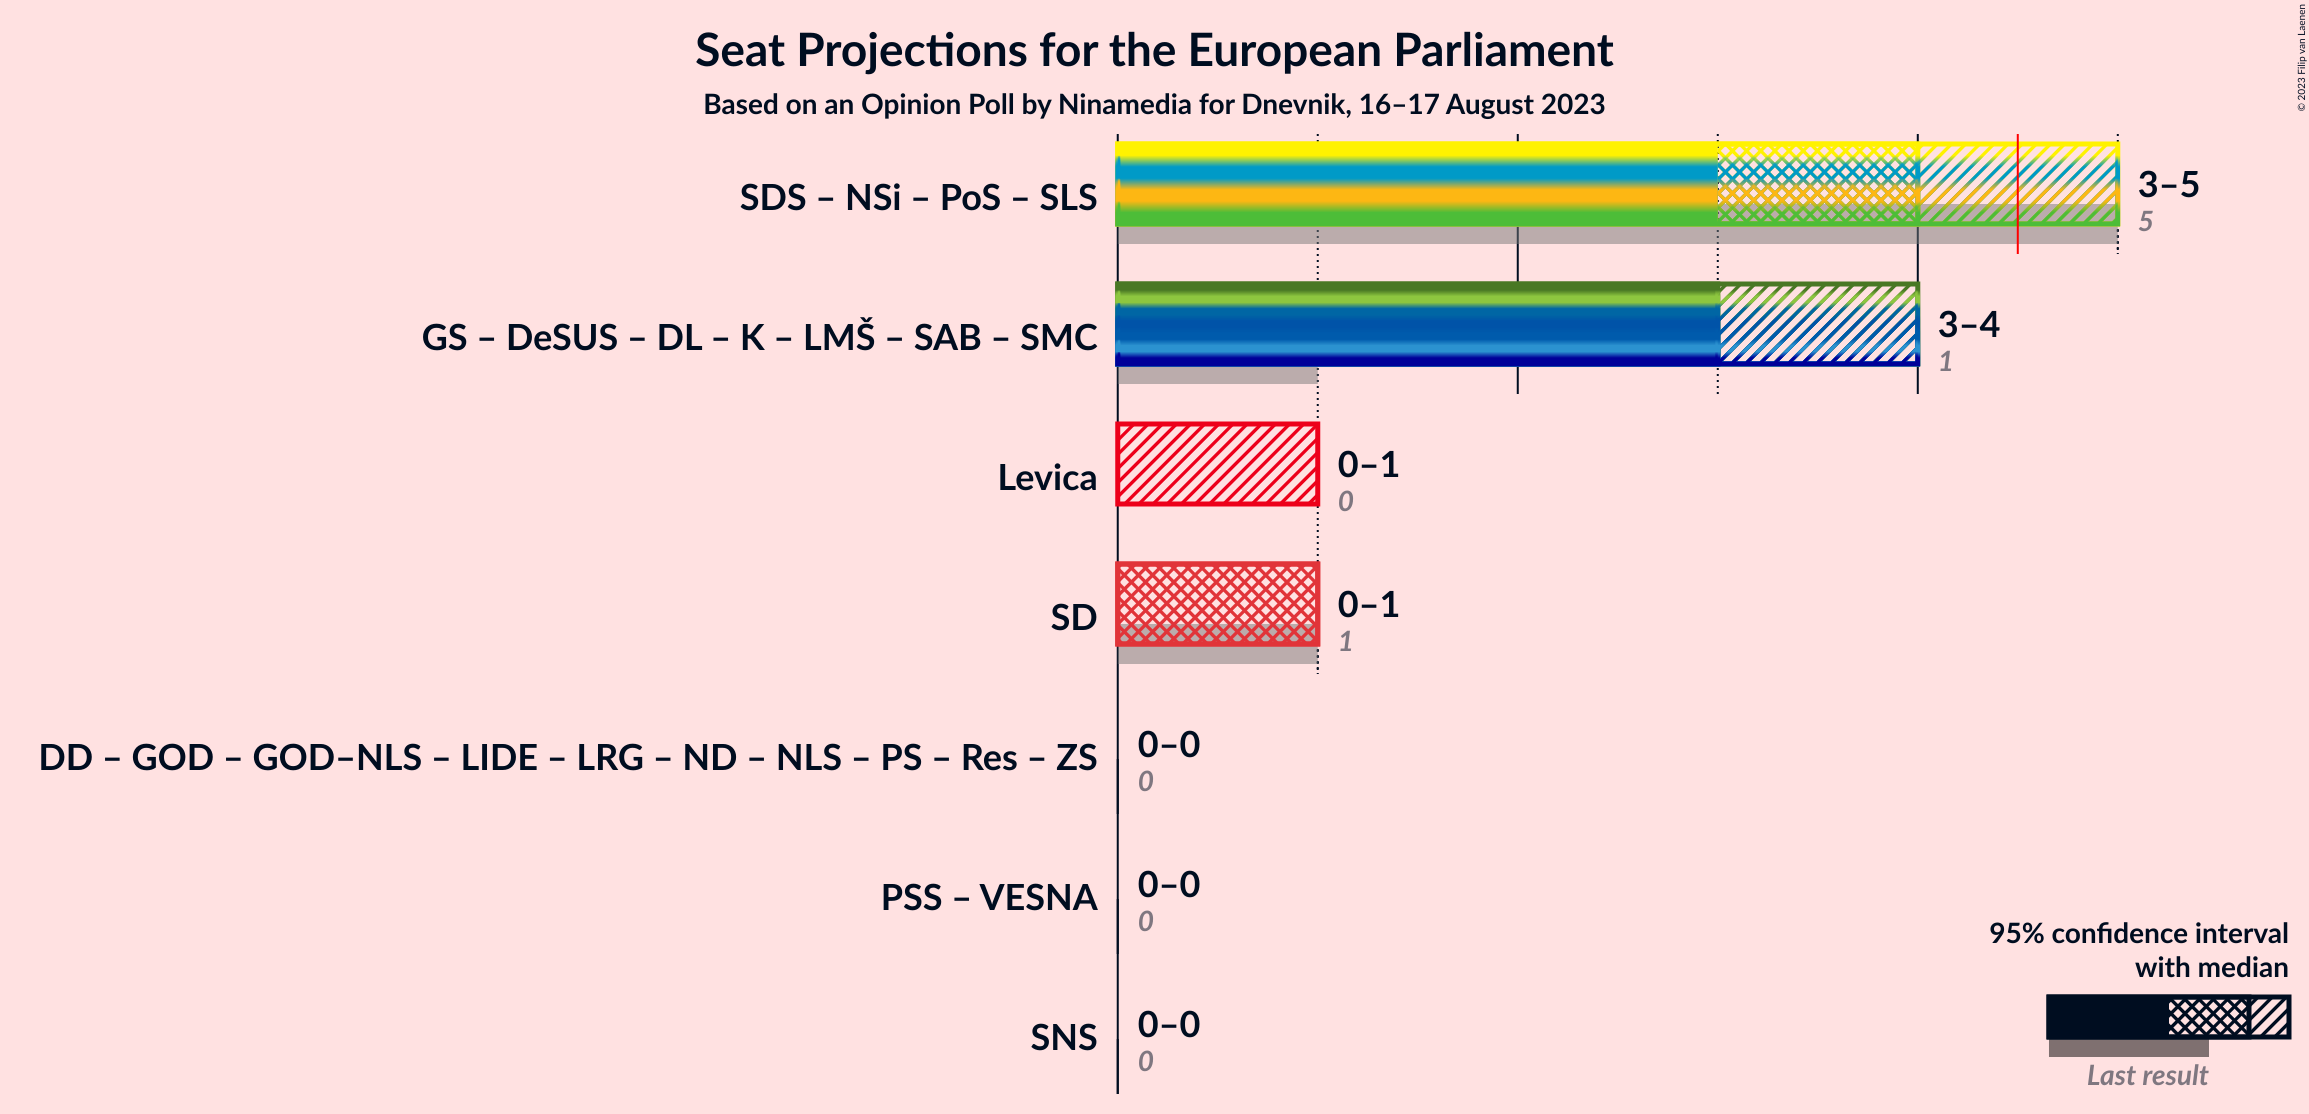 Seat Projections for the European Parliament
Based on an Opinion Poll by Ninamedia for Dnevnik, 16–17 August 2023
© 2023 Filip van Laenen
SDS – NSi – PoS – SLS
3–5
5
GS – DeSUS – DL – K – LMŠ – SAB – SMC
3–4
1
Levica
0–1
0
SD
0–1
1
DD – GOD – GOD–NLS – LIDE – LRG – ND – NLS – PS – Res – ZS
0–0
0
PSS – VESNA
0–0
0
SNS
0–0
0
95% confidence interval
with median
Last result